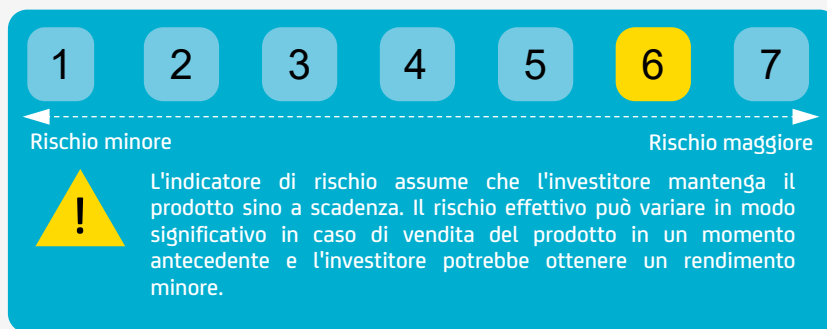 1 2 3 4 5 6 7
Rischio minore Rischio maggiore
! L'indicatore di rischio assume che l'investitore mantenga il
prodotto sino a scadenza. Il rischio effettivo può variare in modo
significativo in caso di vendita del prodotto in un momento
antecedente e l'investitore potrebbe ottenere un rendimento
minore.